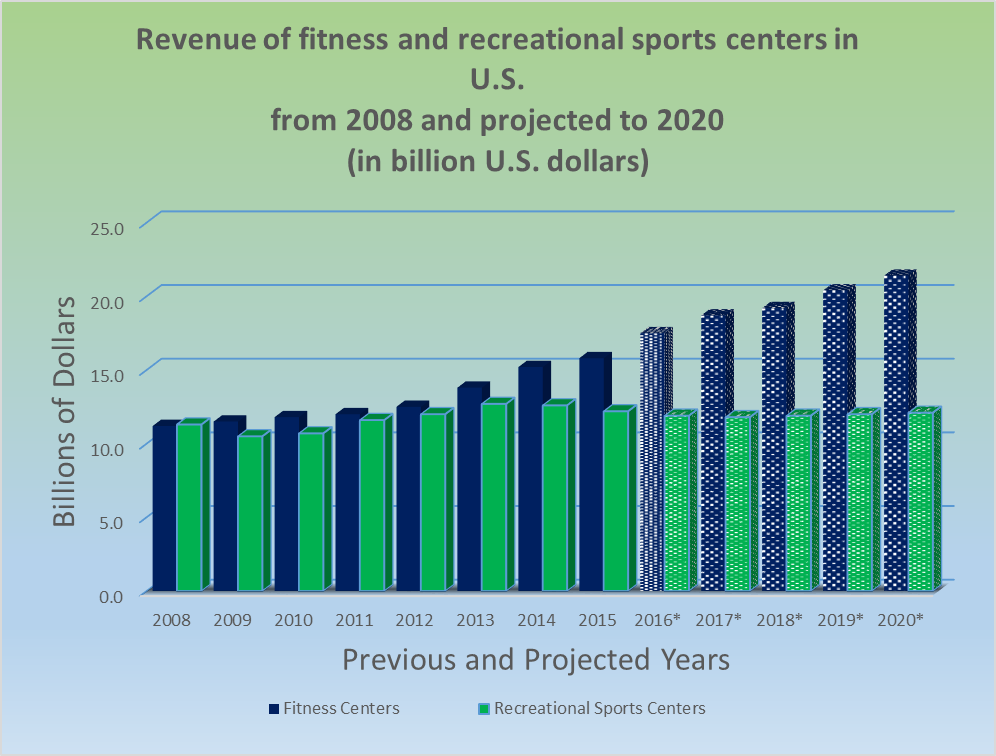 Revenue of fitness and recreational sports centers in
U.S.
from 2008 and projected to 2020
(in billion U.S. dollars)
25.0
20.0
15.0
10.0
5.0
0.0
Billions of Dollars
2008 2009 2010 2011 2012 2013 2014 2015 2016* 2017* 2018* 2019* 2020*
Previous and Projected Years
Fitness Centers Recreational Sports Centers